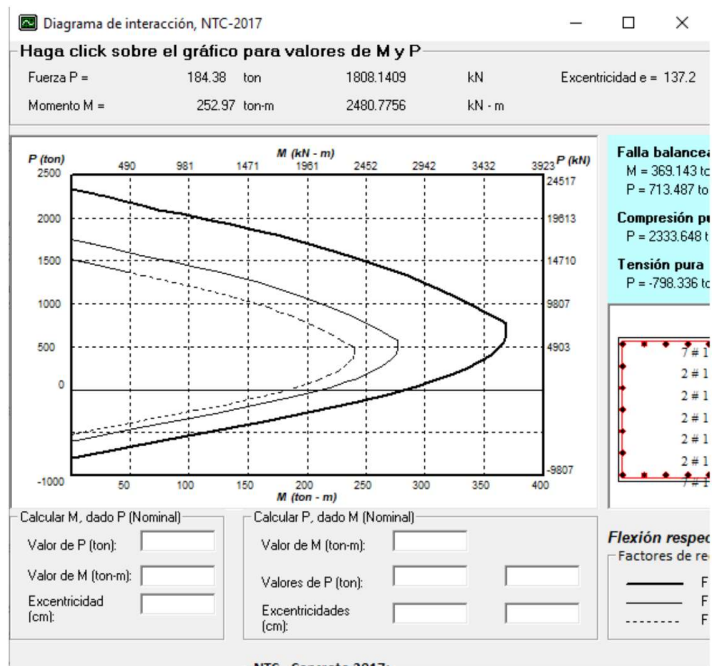 Diagrama de interacción, NTC-2017
Haga click sobre el gráfico para valores de M y P
Fuerza P = 184.38 ton 1808.1409 kN Excentricidad e = 137.2
Momento M = 252.97 ton-m 2480.7756 kN - m
M (kN - m)
P (ton) 490 981 1471 1961 2452 2942 3432 3923 P (kN)
2500 24517
2000 19613
1500 14710
1000 9807
500 4903
0
-1000 -9807
50 100 150 200 250 300 350 400
M (ton - m)
Falla balancea
M = 369.143 to
P = 713.487 to
Compresión pu
P = 2333.648 t
Tensión pura
P = -798.336 to
7 # 1
2 # 1
2 # 1
2 # 1
2 # 1
2 # 1
7 # 1
Calcular M, dado P (Nominal)
Valor de P (ton):
Valor de M (ton-m):
Excentricidad
(cm):
Calcular P, dado M (Nominal)
Valor de M (ton-m):
Valores de P (ton):
Excentricidades
(cm):
Flexión respec
Factores de re
F
F
F
NTC - Concreto 2017: